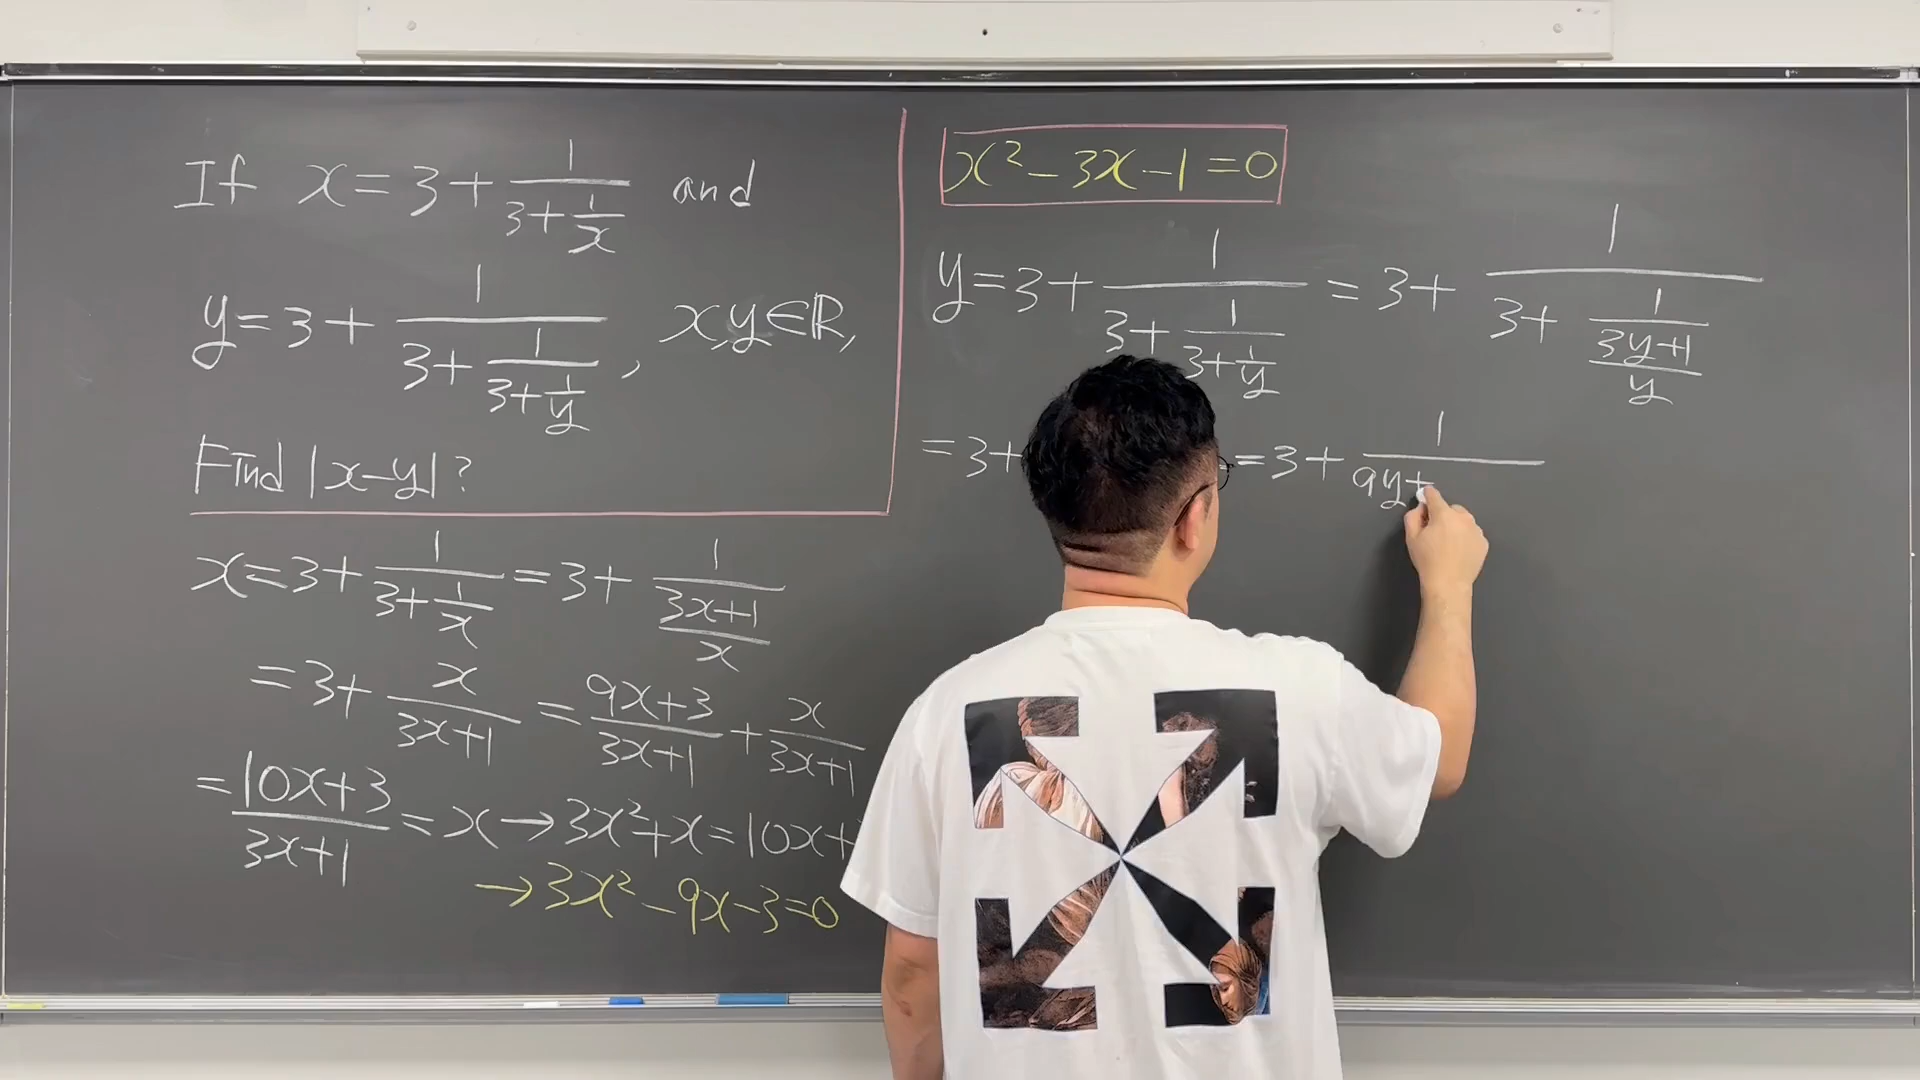 If x = 3 + 1/(3 + 1/x) and
y = 3 + 1/(3 + 1/(3 + 1/y)), x,y ∈ ℝ,
Find |x-y|?
x = 3 + 1/(3 + 1/x) = 3 + 1/((3x+1)/x)
= 3 + x/(3x+1) = (9x+3)/(3x+1) + x/(3x+1)
= (10x+3)/(3x+1) = x → 3x² + x = 10x +
→ 3x² - 9x - 3 = 0
x² - 3x - 1 = 0
y = 3 + 1/(3 + 1/(3 + 1/y)) = 3 + 1/(3 + 1/((3y+1)/y))
= 3 + = 3 + 1/(9y+